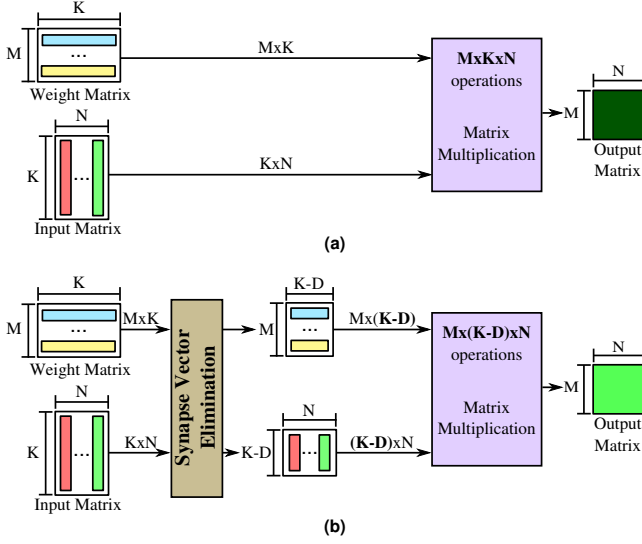 K
M
...
Weight Matrix
MxK
N
K
...
Input Matrix
KxN
MxKxN
operations
Matrix
Multiplication
N
M
Output
Matrix
(a)
K
M
...
Weight Matrix
MxK
N
K
...
Input Matrix
KxN
Synapse Vector
Elimination
K-D
M
...
Mx(K-D)
N
K-D
...
(K-D)xN
Mx(K-D)xN
operations
Matrix
Multiplication
N
M
Output
Matrix
(b)